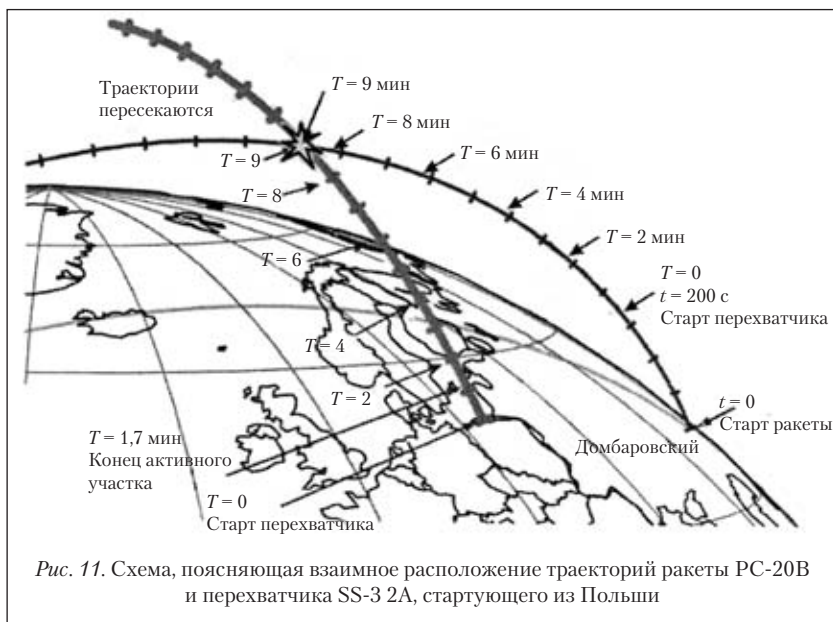 Траектории
пересекаются
T = 9 мин
T = 8 мин
T = 9
T = 6 мин
T = 8
T = 4 мин
T = 2 мин
T = 6
T = 0
t = 200 с
Старт перехватчика
T = 4
T = 2
t = 0
Старт ракеты
T = 1,7 мин
Конец активного
участка
Домбаровский
T = 0
Старт перехватчика
Рис. 11. Схема, поясняющая взаимное расположение траекторий ракеты РС-20В
и перехватчика SS-3 2А, стартующего из Польши